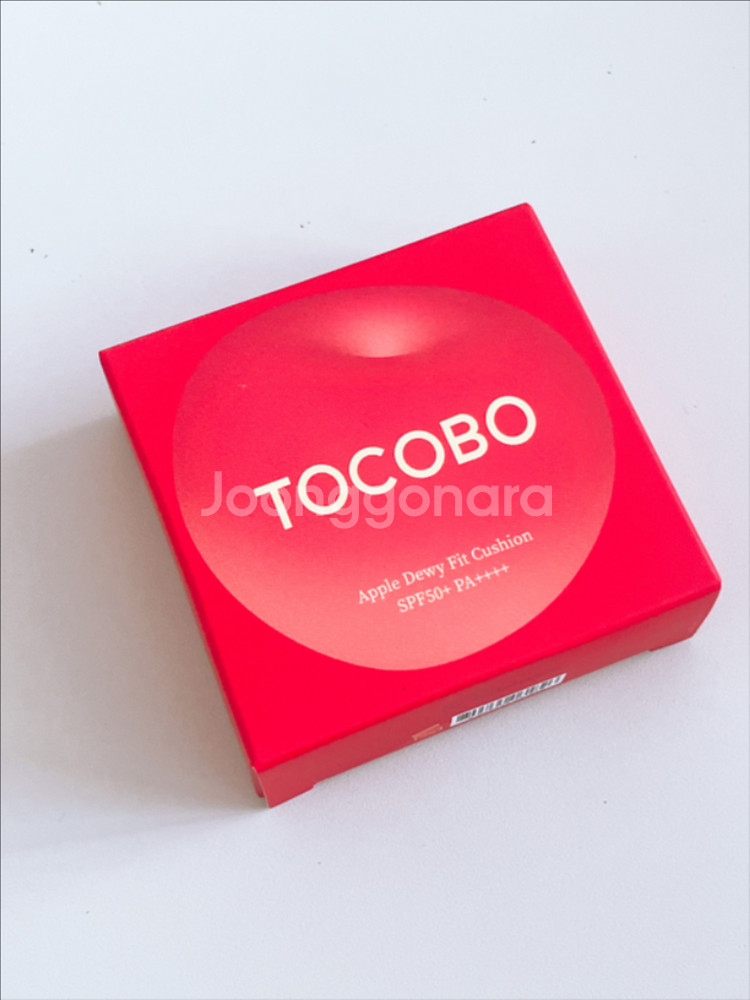 TOCOBO
Joonggonara
Apple Dewy Fit Cushion
SPF50+ PA++++